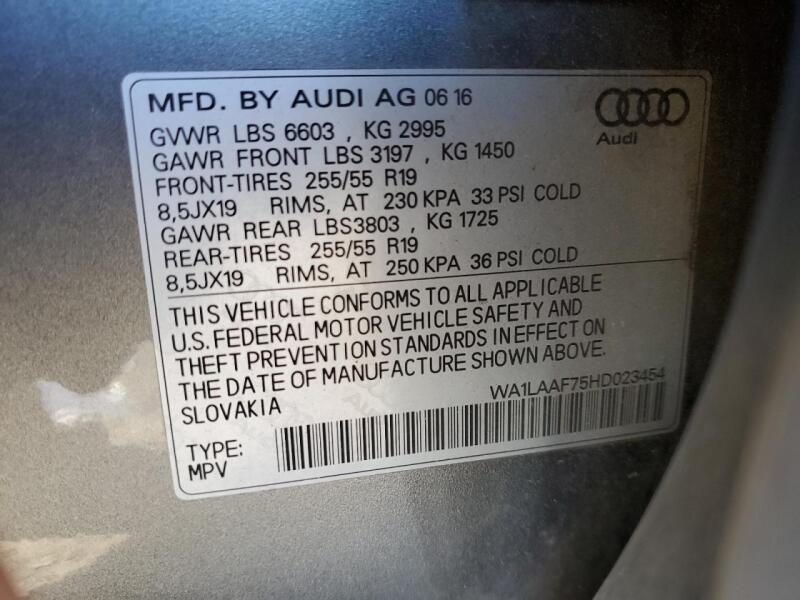 MFD. BY AUDI AG 06 16
Audi
GVWR LBS 6603 , KG 2995
GAWR FRONT LBS 3197 , KG 1450
FRONT-TIRES 255/55 R19
8,5JX19 RIMS, AT 230 KPA 33 PSI COLD
GAWR REAR LBS3803 , KG 1725
REAR-TIRES 255/55 R19
8,5JX19 RIMS, AT 250 KPA 36 PSI COLD
THIS VEHICLE CONFORMS TO ALL APPLICABLE
U.S. FEDERAL MOTOR VEHICLE SAFETY AND
THEFT PREVENTION STANDARDS IN EFFECT ON
THE DATE OF MANUFACTURE SHOWN ABOVE.
SLOVAKIA
WA1LAAF75HD023454
TYPE:
MPV